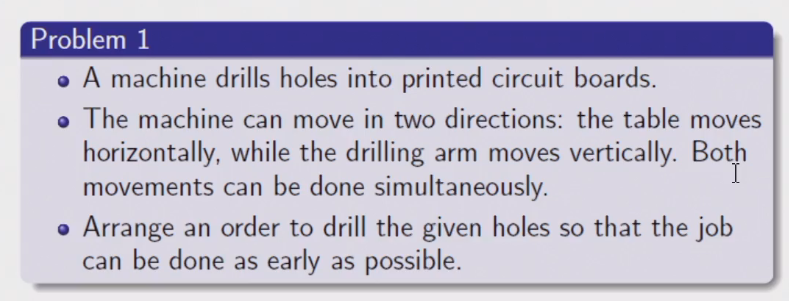 Problem 1
A machine drills holes into printed circuit boards.
The machine can move in two directions: the table moves
horizontally, while the drilling arm moves vertically. Both
movements can be done simultaneously.
Arrange an order to drill the given holes so that the job
can be done as early as possible.